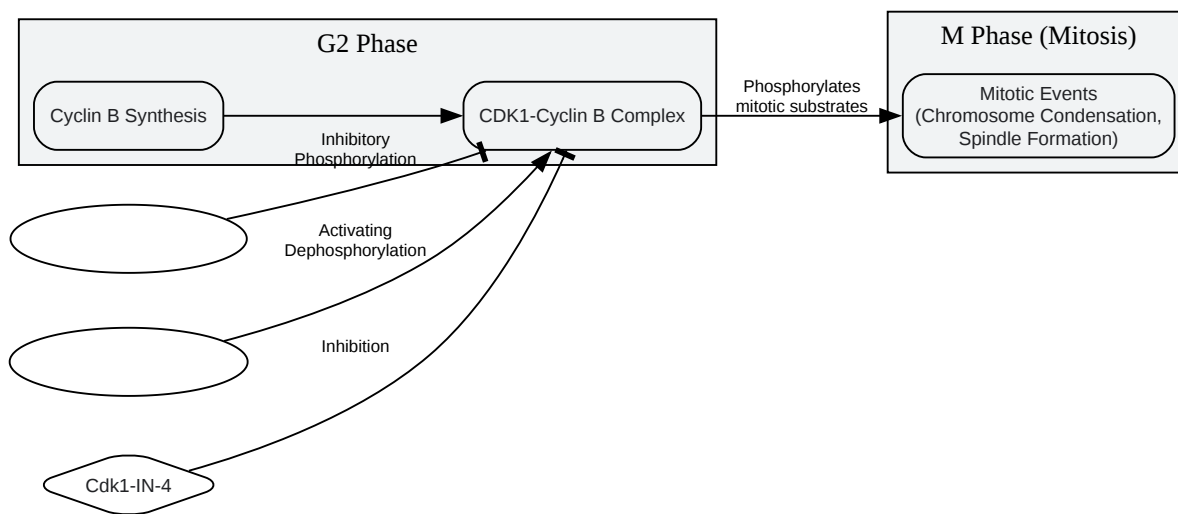 G2 Phase
M Phase (Mitosis)
Cyclin B Synthesis
CDK1-Cyclin B Complex
Phosphorylates
mitotic substrates
Mitotic Events
(Chromosome Condensation,
Spindle Formation)
Inhibitory
Phosphorylation
Activating
Dephosphorylation
Inhibition
Cdk1-IN-4